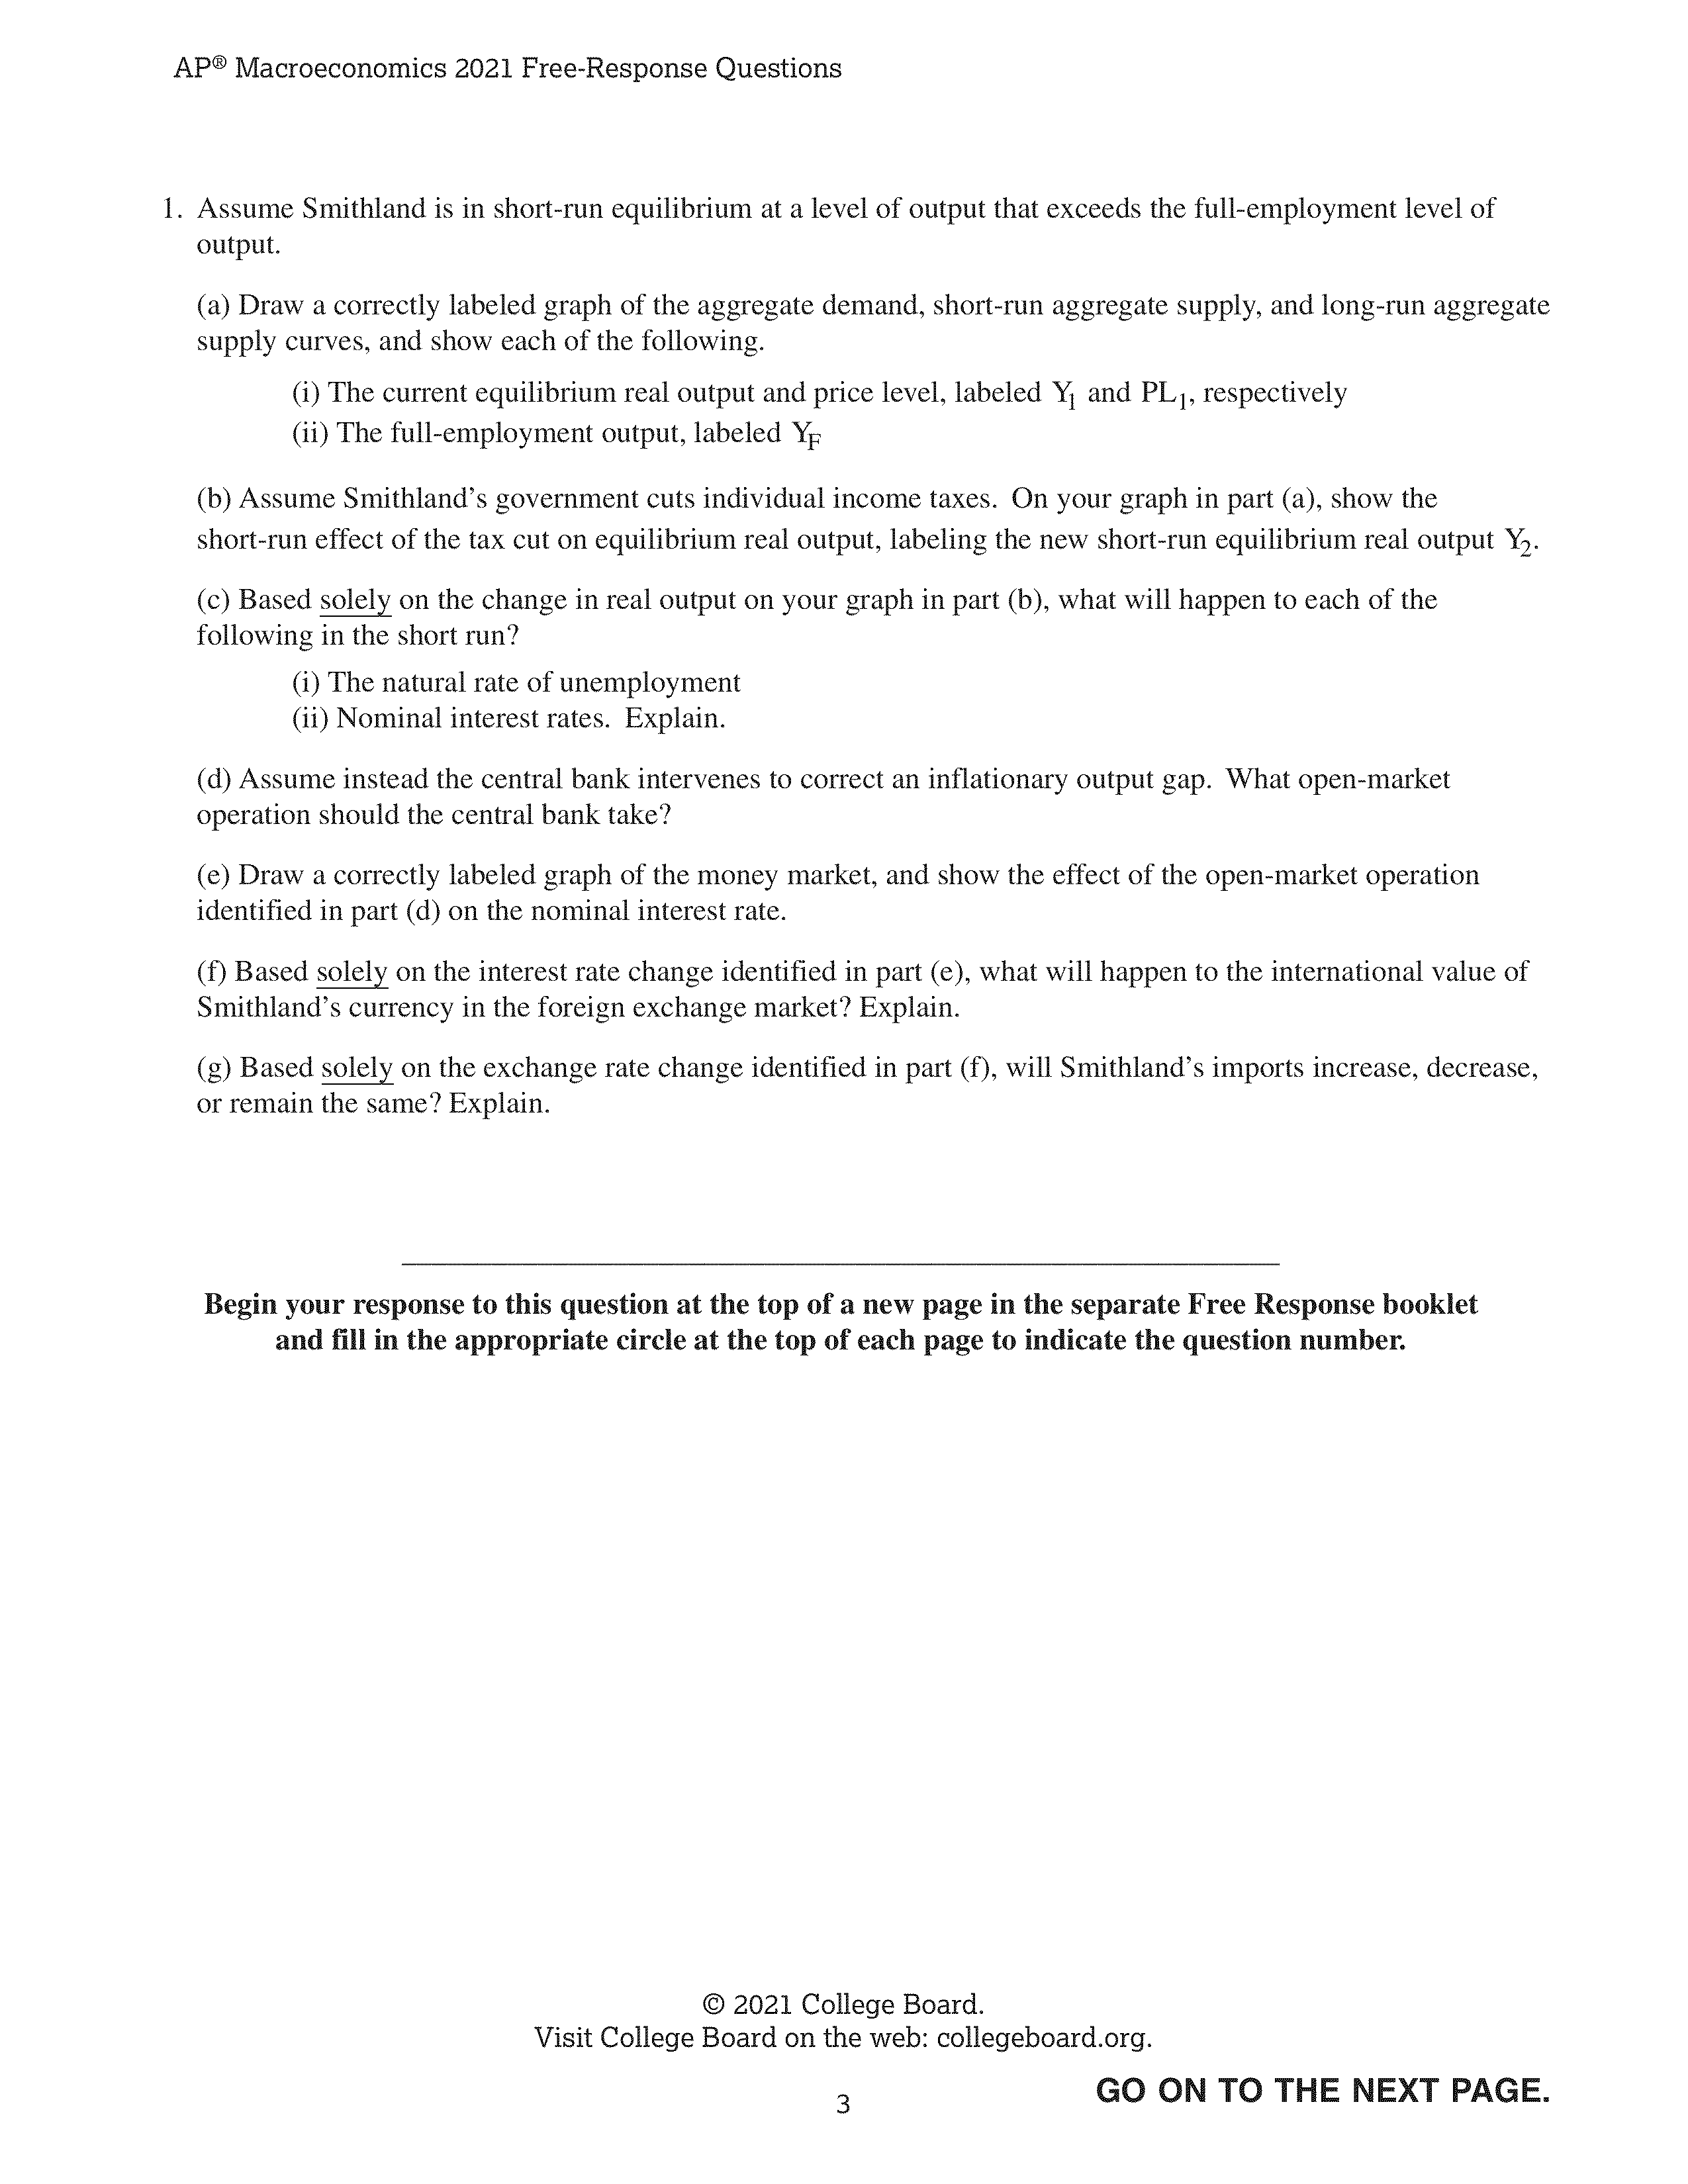 AP® Macroeconomics 2021 Free-Response Questions
1. Assume Smithland is in short-run equilibrium at a level of output that exceeds the full-employment level of
output.
(a) Draw a correctly labeled graph of the aggregate demand, short-run aggregate supply, and long-run aggregate
supply curves, and show each of the following.
(i) The current equilibrium real output and price level, labeled Y₁ and PL₁, respectively
(ii) The full-employment output, labeled Y_F
(b) Assume Smithland’s government cuts individual income taxes. On your graph in part (a), show the
short-run effect of the tax cut on equilibrium real output, labeling the new short-run equilibrium real output Y₂.
(c) Based solely on the change in real output on your graph in part (b), what will happen to each of the
following in the short run?
(i) The natural rate of unemployment
(ii) Nominal interest rates. Explain.
(d) Assume instead the central bank intervenes to correct an inflationary output gap. What open-market
operation should the central bank take?
(e) Draw a correctly labeled graph of the money market, and show the effect of the open-market operation
identified in part (d) on the nominal interest rate.
(f) Based solely on the interest rate change identified in part (e), what will happen to the international value of
Smithland’s currency in the foreign exchange market? Explain.
(g) Based solely on the exchange rate change identified in part (f), will Smithland’s imports increase, decrease,
or remain the same? Explain.
Begin your response to this question at the top of a new page in the separate Free Response booklet
and fill in the appropriate circle at the top of each page to indicate the question number.
© 2021 College Board.
Visit College Board on the web: collegeboard.org.
GO ON TO THE NEXT PAGE.
3